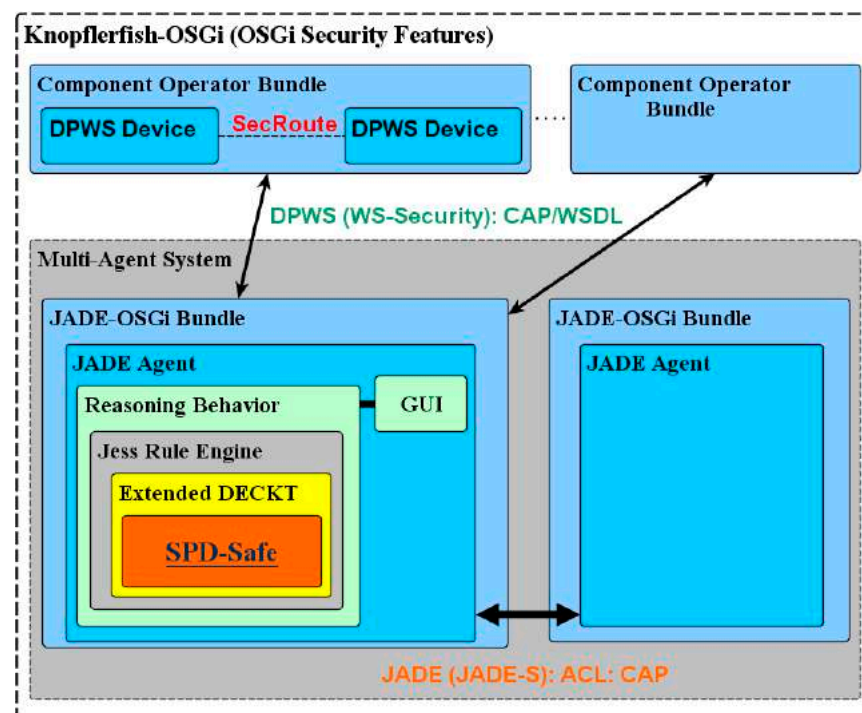 Knopflerfish-OSGi (OSGi Security Features)
Component Operator Bundle
DPWS Device
SecRoute
DPWS Device
Component Operator
Bundle
DPWS (WS-Security): CAP/WSDL
Multi-Agent System
JADE-OSGi Bundle
JADE Agent
Reasoning Behavior
GUI
Jess Rule Engine
Extended DECKT
SPD-Safe
JADE-OSGi Bundle
JADE Agent
JADE (JADE-S): ACL: CAP